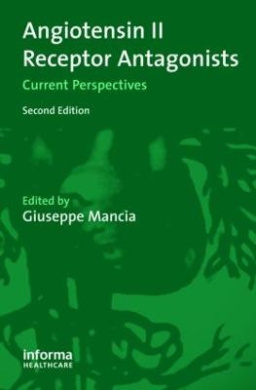 Angiotensin II
Receptor Antagonists
Current Perspectives
Second Edition
Edited by
Giuseppe Mancia
informa
HEALTHCARE